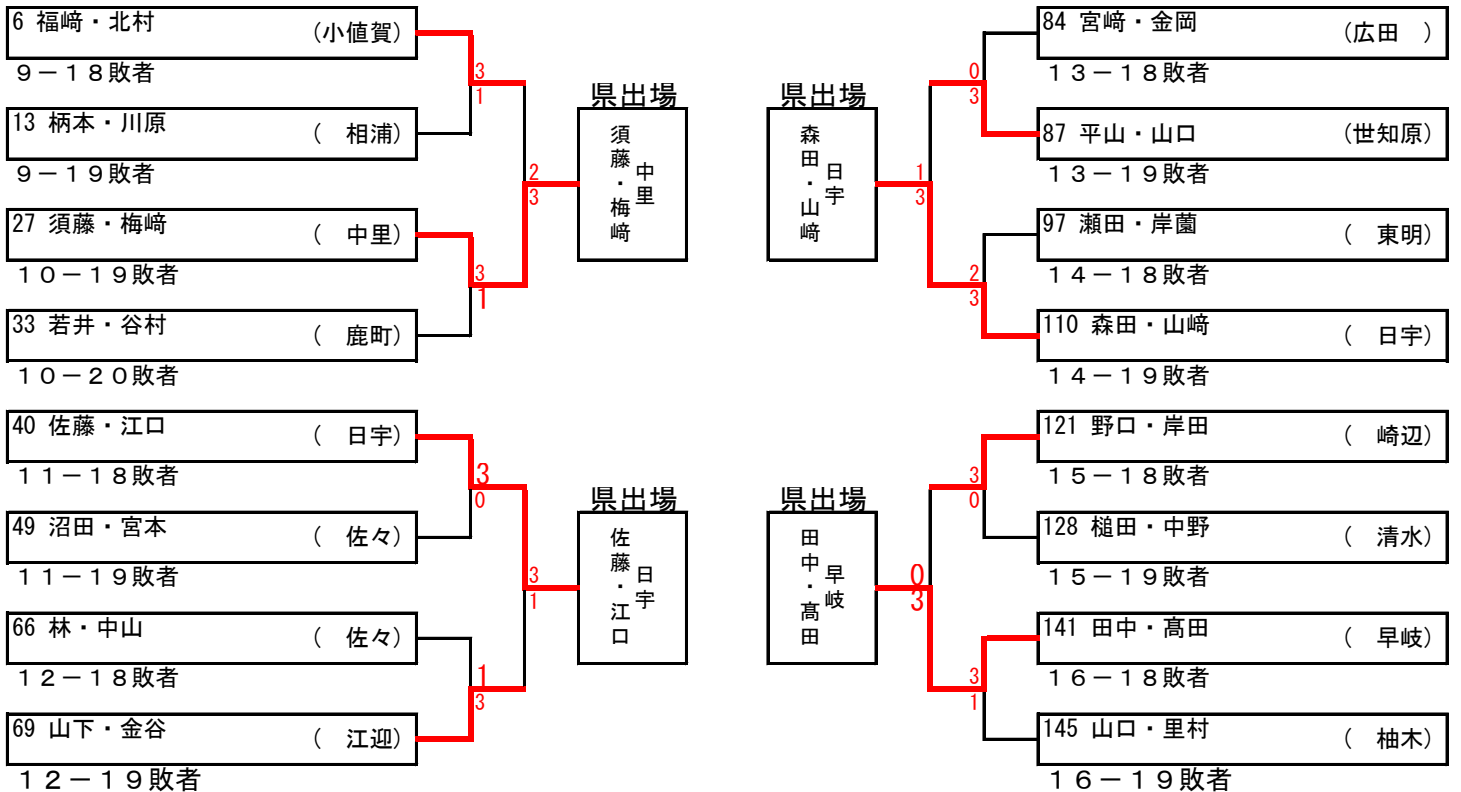 6 福﨑・北村 (小値賀)
9－18敗者
3
1
13 柄本・川原 ( 相浦)
9－19敗者
2
3
27 須藤・梅﨑 ( 中里)
10－19敗者
3
1
33 若井・谷村 ( 鹿町)
10－20敗者
県出場
須藤・梅﨑
中里
40 佐藤・江口 ( 日宇)
11－18敗者
3
0
49 沼田・宮本 ( 佐々)
11－19敗者
3
1
66 林・中山 ( 佐々)
12－18敗者
1
3
69 山下・金谷 ( 江迎)
12－19敗者
県出場
佐藤・江口
日宇
県出場
森田・山﨑
日宇
84 宮﨑・金岡 (広田 )
13－18敗者
0
3
87 平山・山口 (世知原)
13－19敗者
1
3
97 瀬田・岸薗 ( 東明)
14－18敗者
2
3
110 森田・山﨑 ( 日宇)
14－19敗者
県出場
田中・髙田
早岐
121 野口・岸田 ( 崎辺)
15－18敗者
3
0
128 槌田・中野 ( 清水)
15－19敗者
0
3
141 田中・髙田 ( 早岐)
16－18敗者
3
1
145 山口・里村 ( 柚木)
16－19敗者